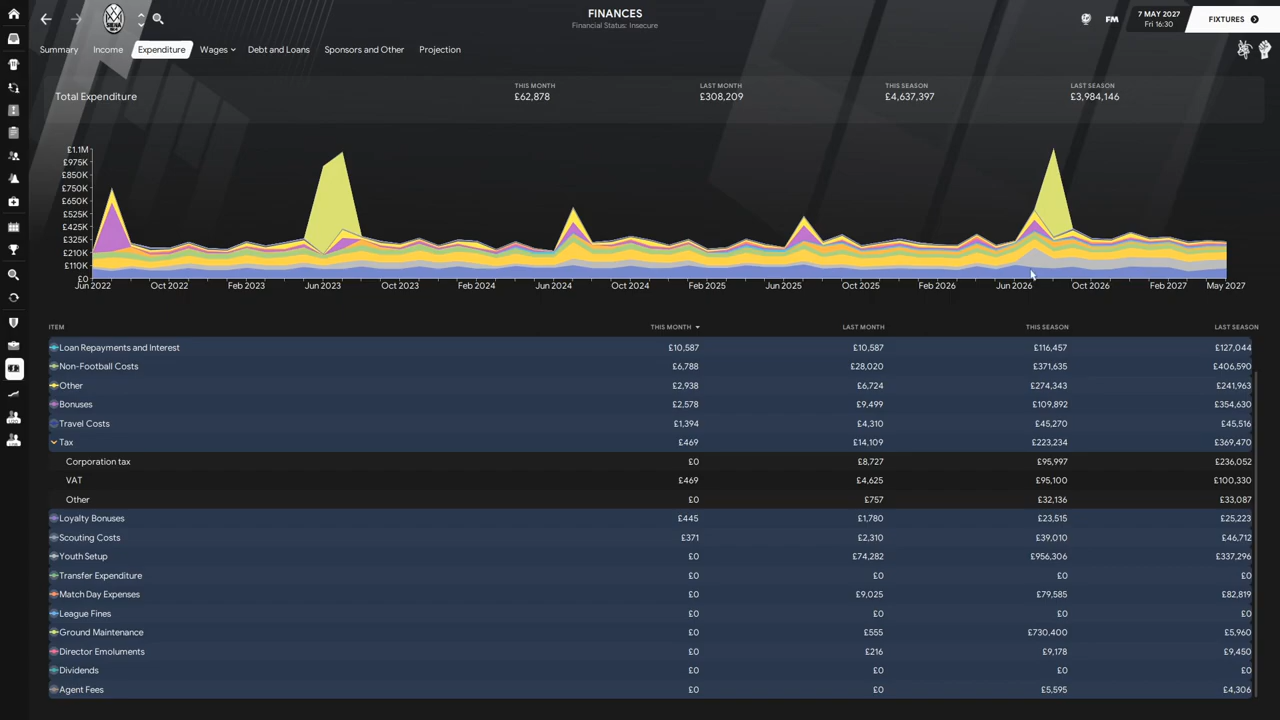 FINANCES
Financial Status: Insecure
FM
7 MAY 2027
Fri 16:30
FIXTURES
Summary Income Expenditure Wages Debt and Loans Sponsors and Other Projection
Total Expenditure
THIS MONTH LAST MONTH THIS SEASON LAST SEASON
£62,878 £308,209 £4,637,397 £3,984,146
£1.1M
£975K
£860K
£750K
£650K
£525K
£425K
£325K
£210K
£110K
£0
Jun 2022 Oct 2022 Feb 2023 Jun 2023 Oct 2023 Feb 2024 Jun 2024 Oct 2024 Feb 2025 Jun 2025 Oct 2025 Feb 2026 Jun 2026 Oct 2026 Feb 2027 May 2027
ITEM THIS MONTH LAST MONTH THIS SEASON LAST SEASON
Loan Repayments and Interest £10,587 £10,587 £116,457 £127,044
Non-Football Costs £6,788 £28,020 £371,635 £406,590
Other £2,938 £6,724 £274,343 £241,963
Bonuses £2,578 £9,499 £109,892 £354,630
Travel Costs £1,394 £4,310 £45,270 £45,516
Tax £469 £14,109 £223,234 £369,470
Corporation tax £0 £8,727 £95,997 £236,052
VAT £469 £4,625 £95,100 £100,330
Other £0 £757 £32,136 £33,087
Loyalty Bonuses £445 £1,780 £23,515 £25,223
Scouting Costs £371 £2,310 £39,010 £46,712
Youth Setup £0 £74,282 £956,306 £337,296
Transfer Expenditure £0 £0 £0 £0
Match Day Expenses £0 £9,025 £79,585 £82,819
League Fines £0 £0 £0 £0
Ground Maintenance £0 £555 £730,400 £5,960
Director Emoluments £0 £216 £9,178 £9,450
Dividends £0 £0 £0 £0
Agent Fees £0 £0 £5,595 £4,306